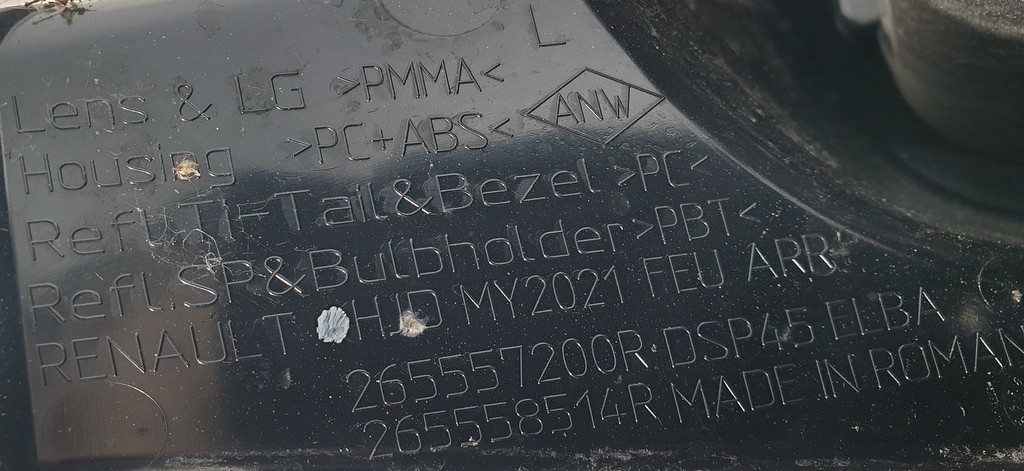 L
Lens & LG >PMMA<
Housing >PC+ABS< ANW
Refl.TI+Tail&Bezel >PC<
Refl.SP&Bulbholder>PBT<
RENAULT HJD MY2021 FEU ARR
265557200R DSP45 ELBA
265558514R MADE IN ROMAN